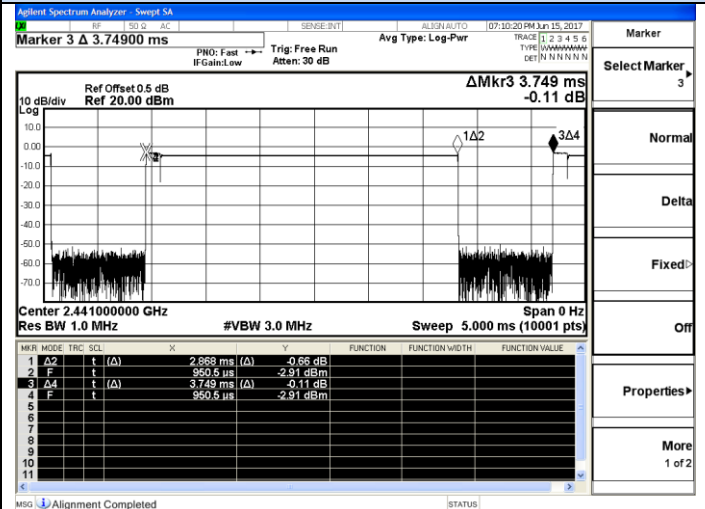 Agilent Spectrum Analyzer - Swept SA
RF 50 Ω AC SENSE:INT ALIGN AUTO 07:10:20 PM Jun 15, 2017
Marker 3 Δ 3.74900 ms
PNO: Fast
IFGain:Low
Trig: Free Run
Atten: 30 dB
Avg Type: Log-Pwr
TRACE 1 2 3 4 5 6
TYPE WWWWWW
DET N N N N N N
Ref Offset 0.5 dB
10 dB/div Ref 20.00 dBm
Log
ΔMkr3 3.749 ms
-0.11 dB
10.0
0.00
-10.0
-20.0
-30.0
-40.0
-50.0
-60.0
-70.0
1Δ2
3Δ4
Center 2.441000000 GHz Span 0 Hz
Res BW 1.0 MHz #VBW 3.0 MHz Sweep 5.000 ms (10001 pts)
MKR MODE TRC SCL X Y FUNCTION FUNCTION WIDTH FUNCTION VALUE
1 Δ2 t (Δ) 2.868 ms (Δ) -0.66 dB
2 F t 950.5 µs -2.91 dBm
3 Δ4 t (Δ) 3.749 ms (Δ) -0.11 dB
4 F t 950.5 µs -2.91 dBm
5
6
7
8
9
10
11
MSG Alignment Completed STATUS
Marker
Select Marker
3
Normal
Delta
Fixed
Off
Properties
More
1 of 2